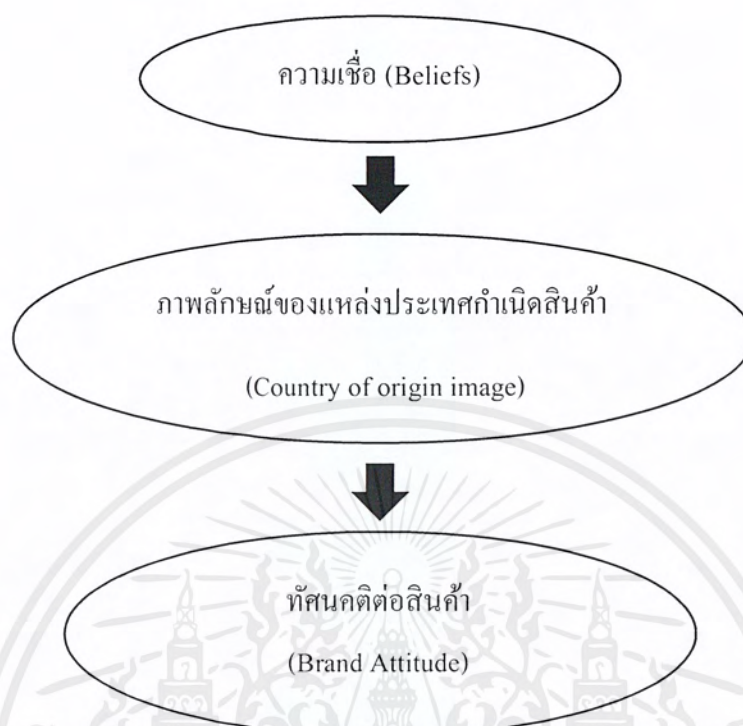 ความเชื่อ (Beliefs)
ภาพลักษณ์ของแหล่งประเทศกำเนิดสินค้า
(Country of origin image)
ทัศนคติต่อสินค้า
(Brand Attitude)